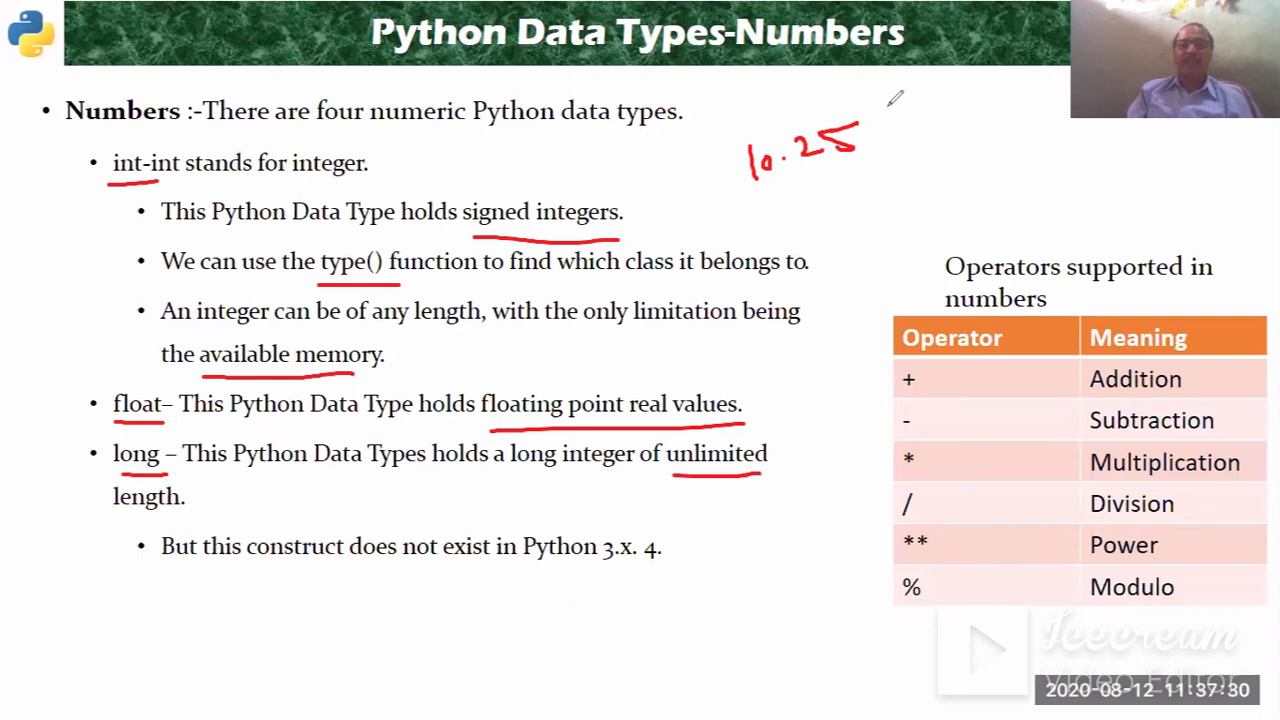 Python Data Types-Numbers
• Numbers :-There are four numeric Python data types.
10.25
• int-int stands for integer.
• This Python Data Type holds signed integers.
• We can use the type() function to find which class it belongs to.
• An integer can be of any length, with the only limitation being
the available memory.
• float– This Python Data Type holds floating point real values.
• long – This Python Data Types holds a long integer of unlimited
length.
• But this construct does not exist in Python 3.x. 4.
Operators supported in
numbers
Operator Meaning
+ Addition
- Subtraction
* Multiplication
/ Division
** Power
% Modulo
Icecream
Video Editor
2020-08-12 11:37:30